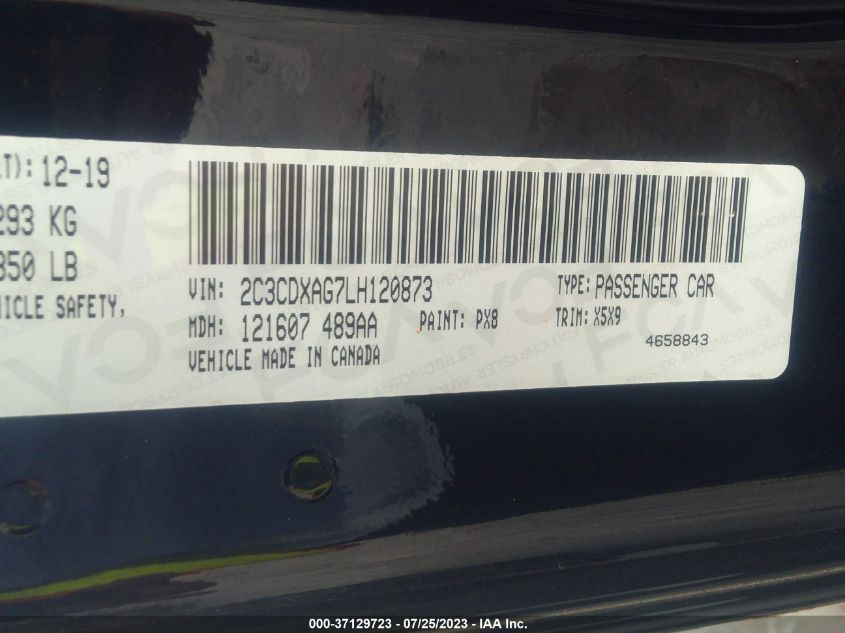 LT): 12-19
293 KG
850 LB
HICLE SAFETY,
VIN: 2C3CDXAG7LH120873
TYPE: PASSENGER CAR
MDH: 121607 489AA
PAINT: PX8
TRIM: X5X9
VEHICLE MADE IN CANADA
4658843
000-37129723 - 07/25/2023 - IAA Inc.